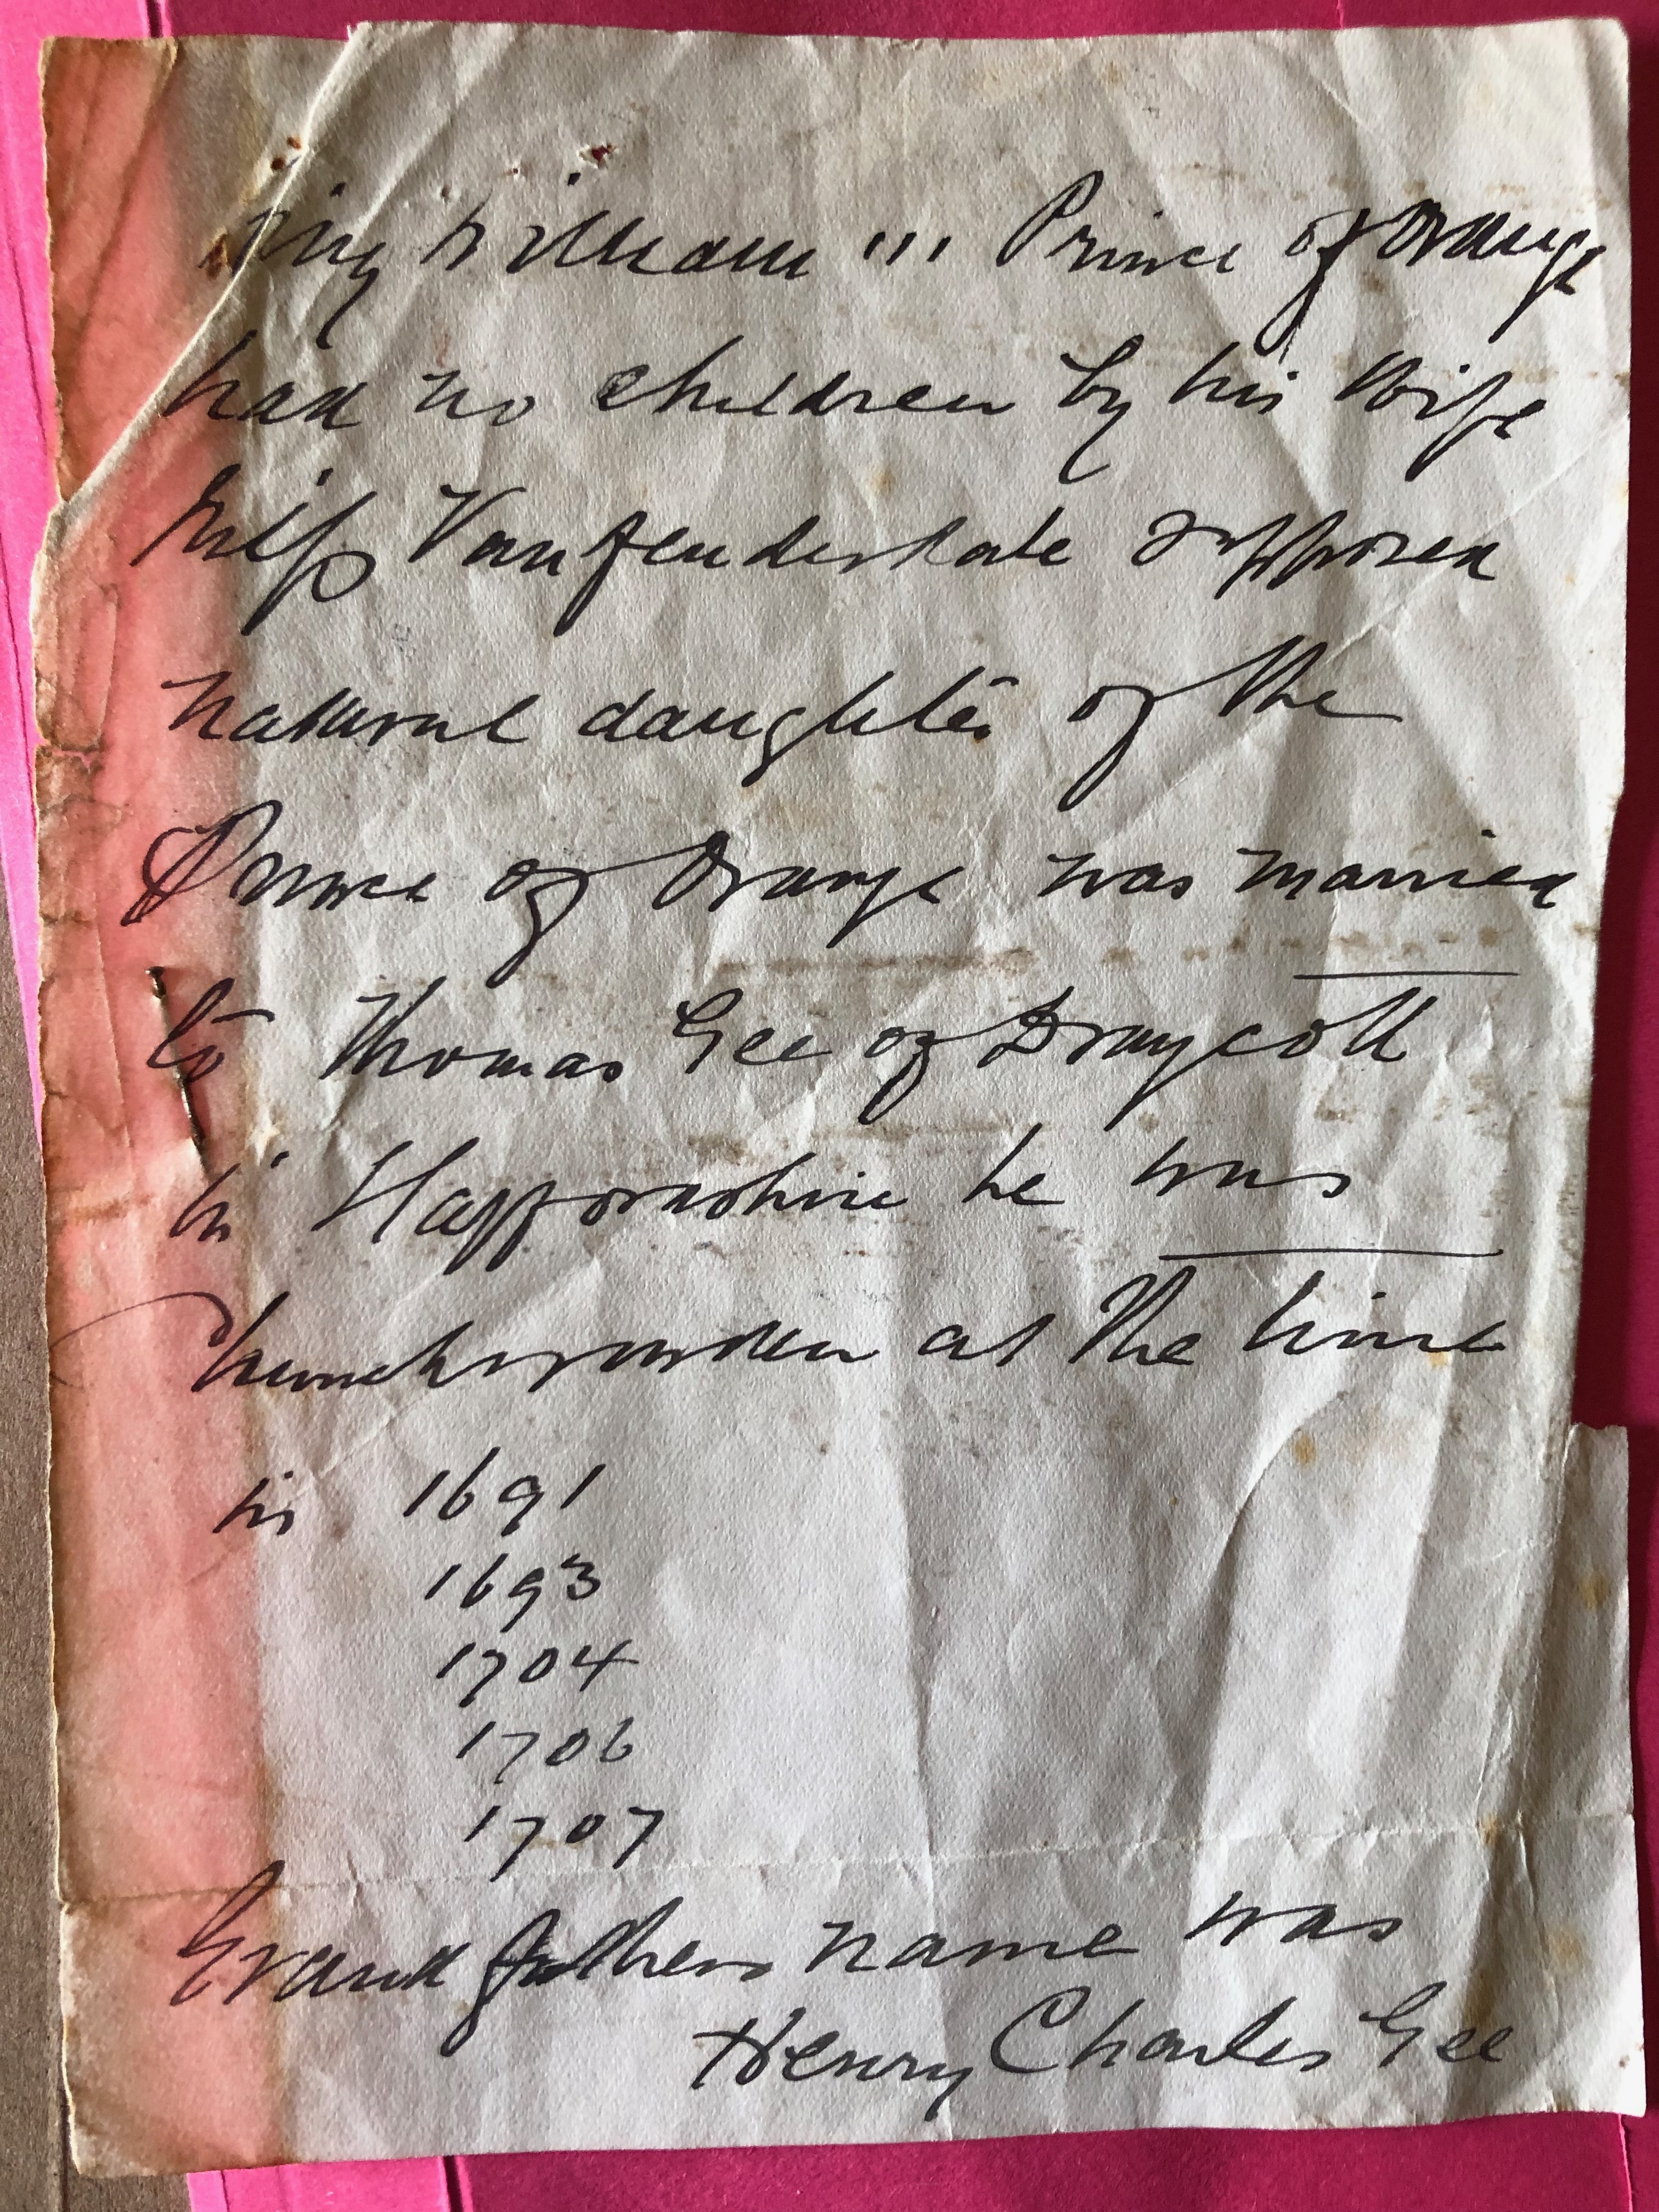 King William III Prince of Orange
had no children by his wife
Miss Vanfenderkate supposed
natural daughter of the
Prince of Orange was married
to Thomas Gee of Draycott
in Staffordshire he was
Churchwarden at the time
in 1691
1693
1704
1706
1707
Grandfathers name was
Henry Charles Gee